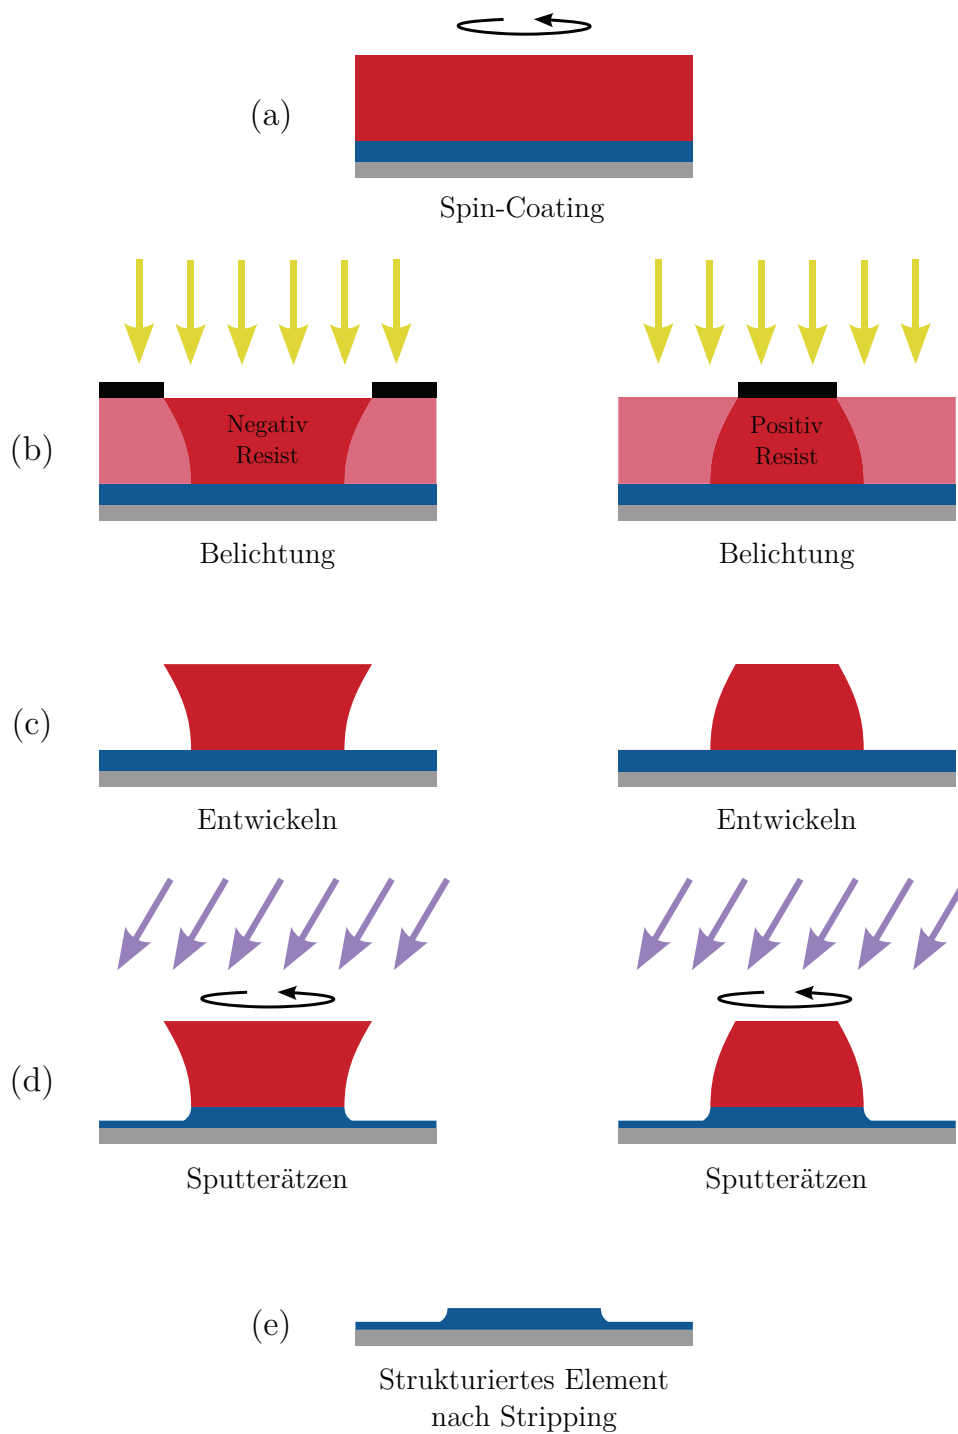 (a)
Spin-Coating
(b)
Negativ
Resist
Positiv
Resist
Belichtung
Belichtung
(c)
Entwickeln
Entwickeln
(d)
Sputterätzen
Sputterätzen
(e)
Strukturiertes Element
nach Stripping